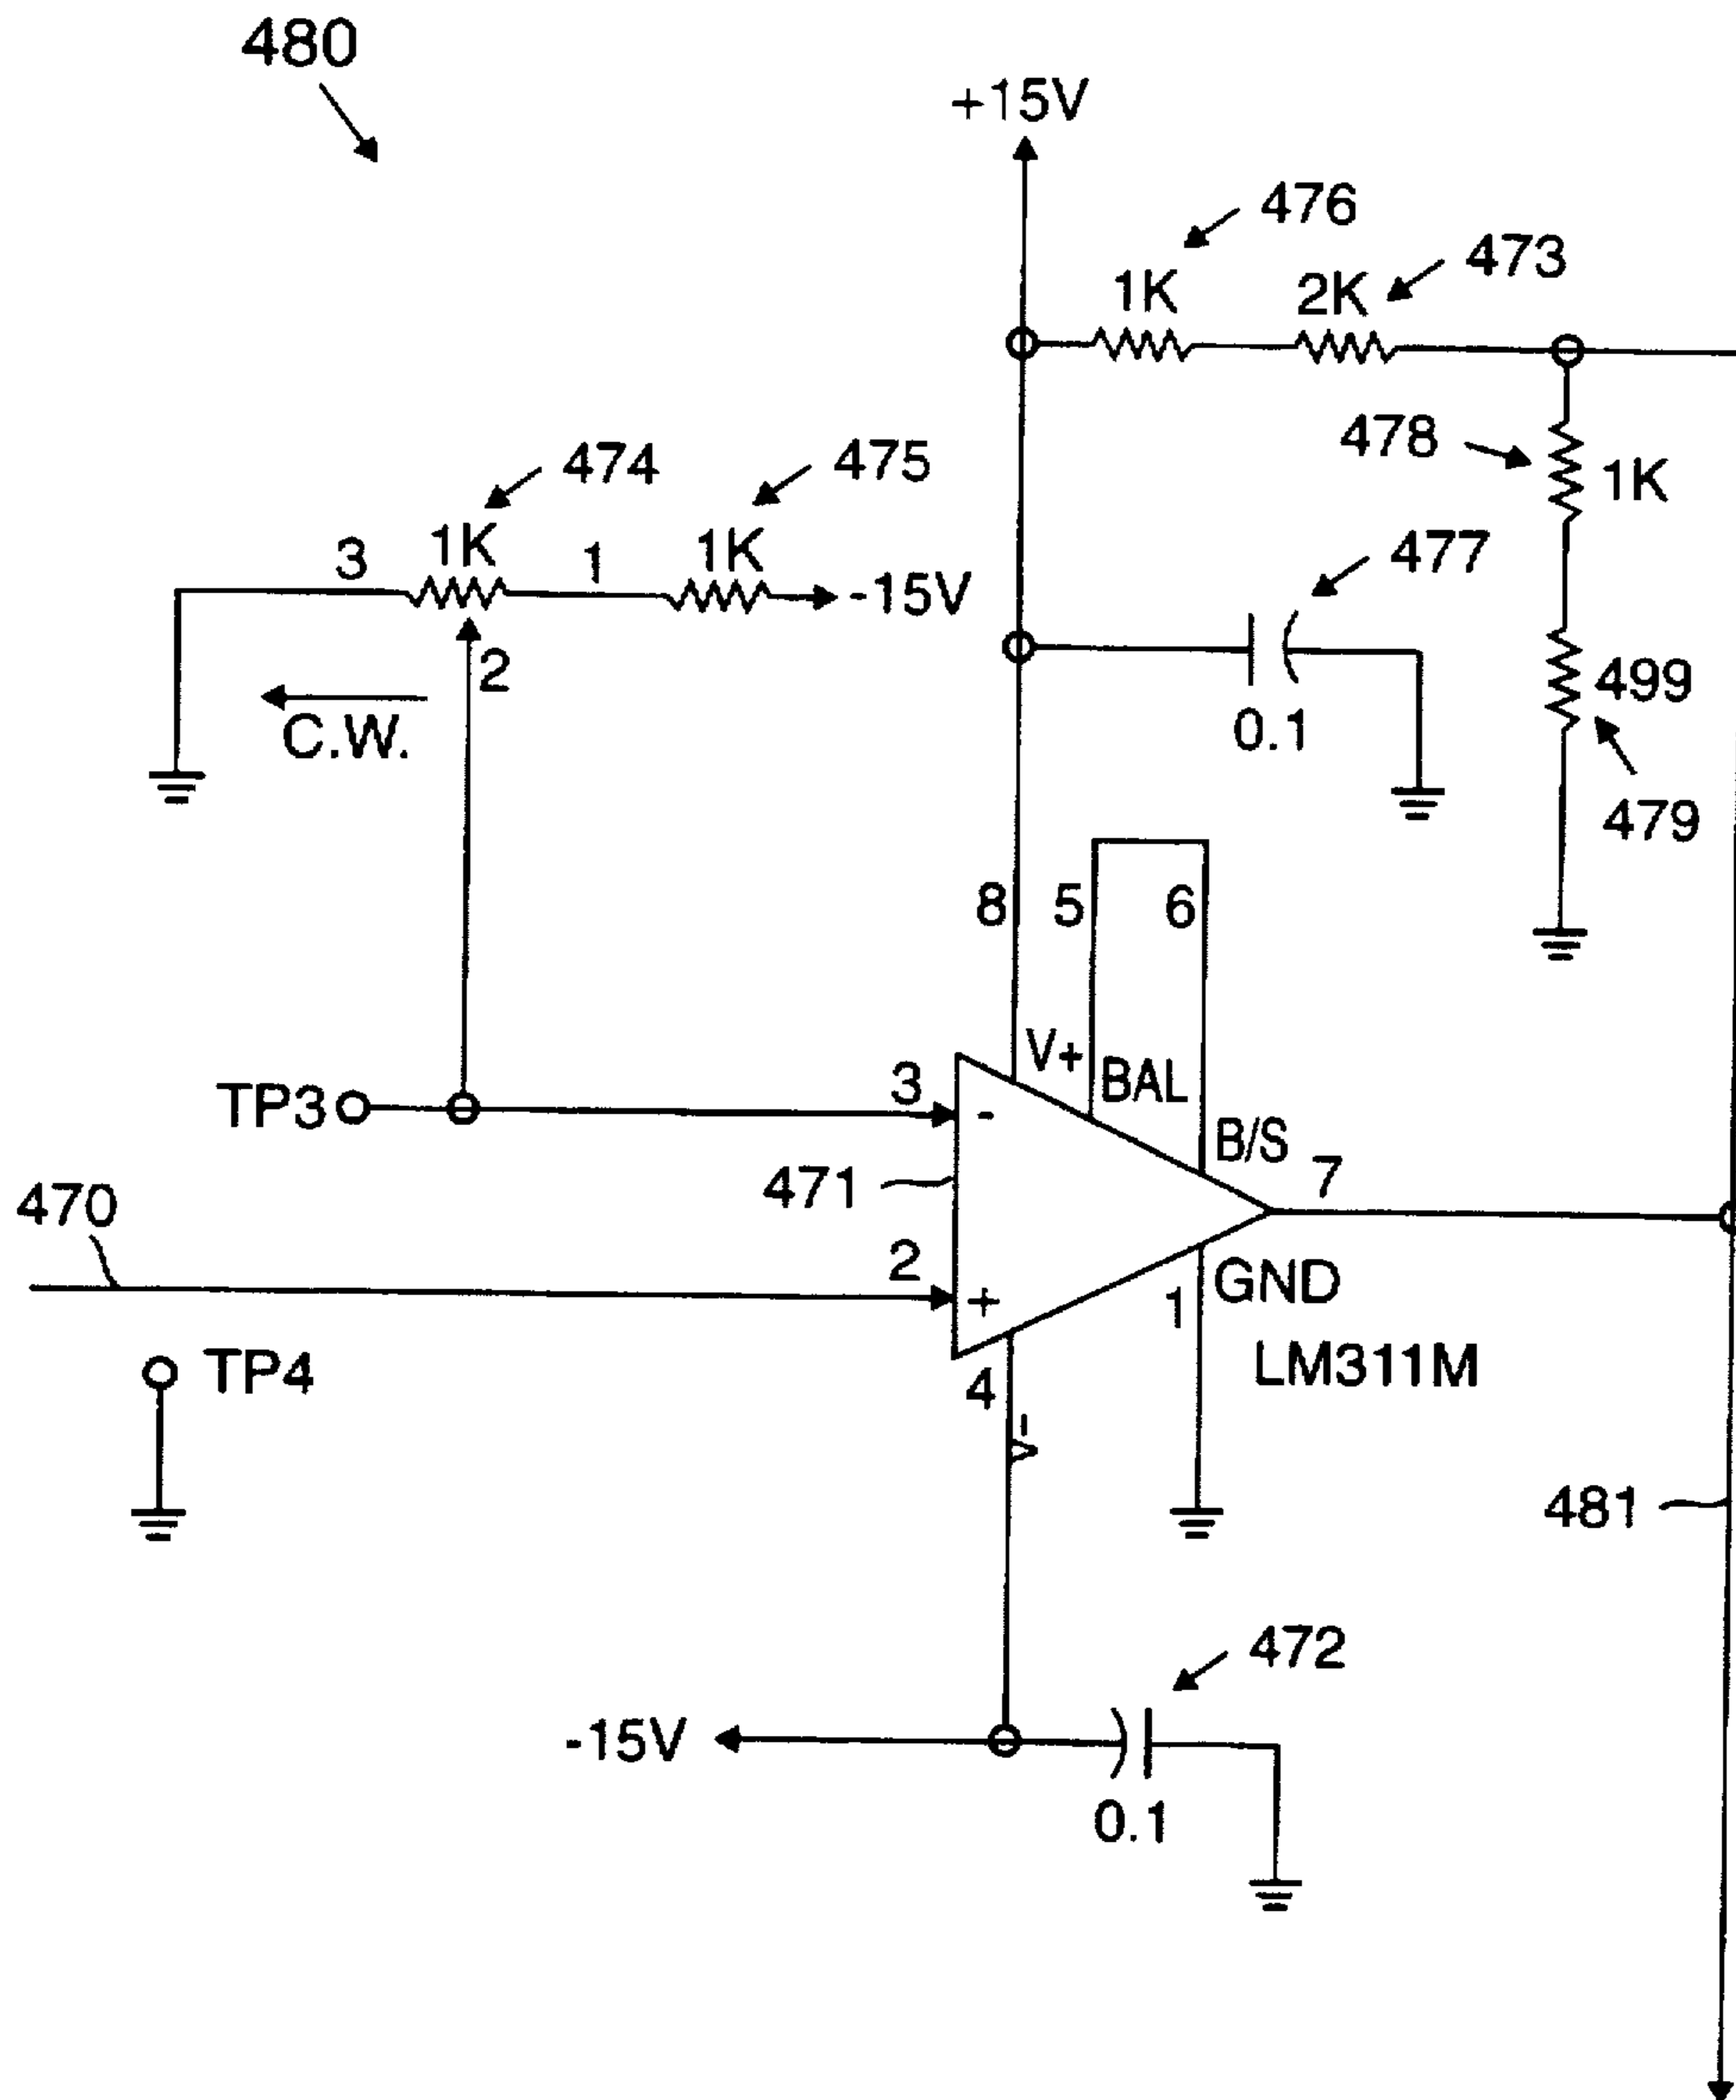 480
+15V
476
473
1K
2K
478
1K
474
475
3
1K
1
1K
-15V
477
2
C.W.
0.1
499
479
8
5
6
V+
BAL
B/S
TP3
3
-
471
7
470
2
+
GND
1
LM311M
TP4
4
V-
481
472
-15V
0.1